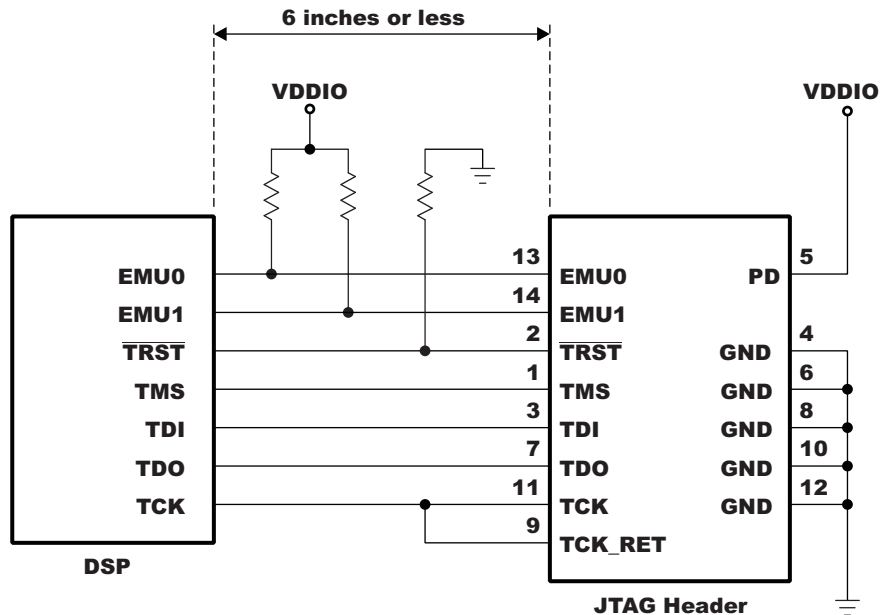 6 inches or less
VDDIO
VDDIO
DSP
EMU0
EMU1
TRST
TMS
TDI
TDO
TCK
13
14
2
1
3
7
11
9
JTAG Header
EMU0
EMU1
TRST
TMS
TDI
TDO
TCK
TCK_RET
PD
GND
GND
GND
GND
GND
5
4
6
8
10
12